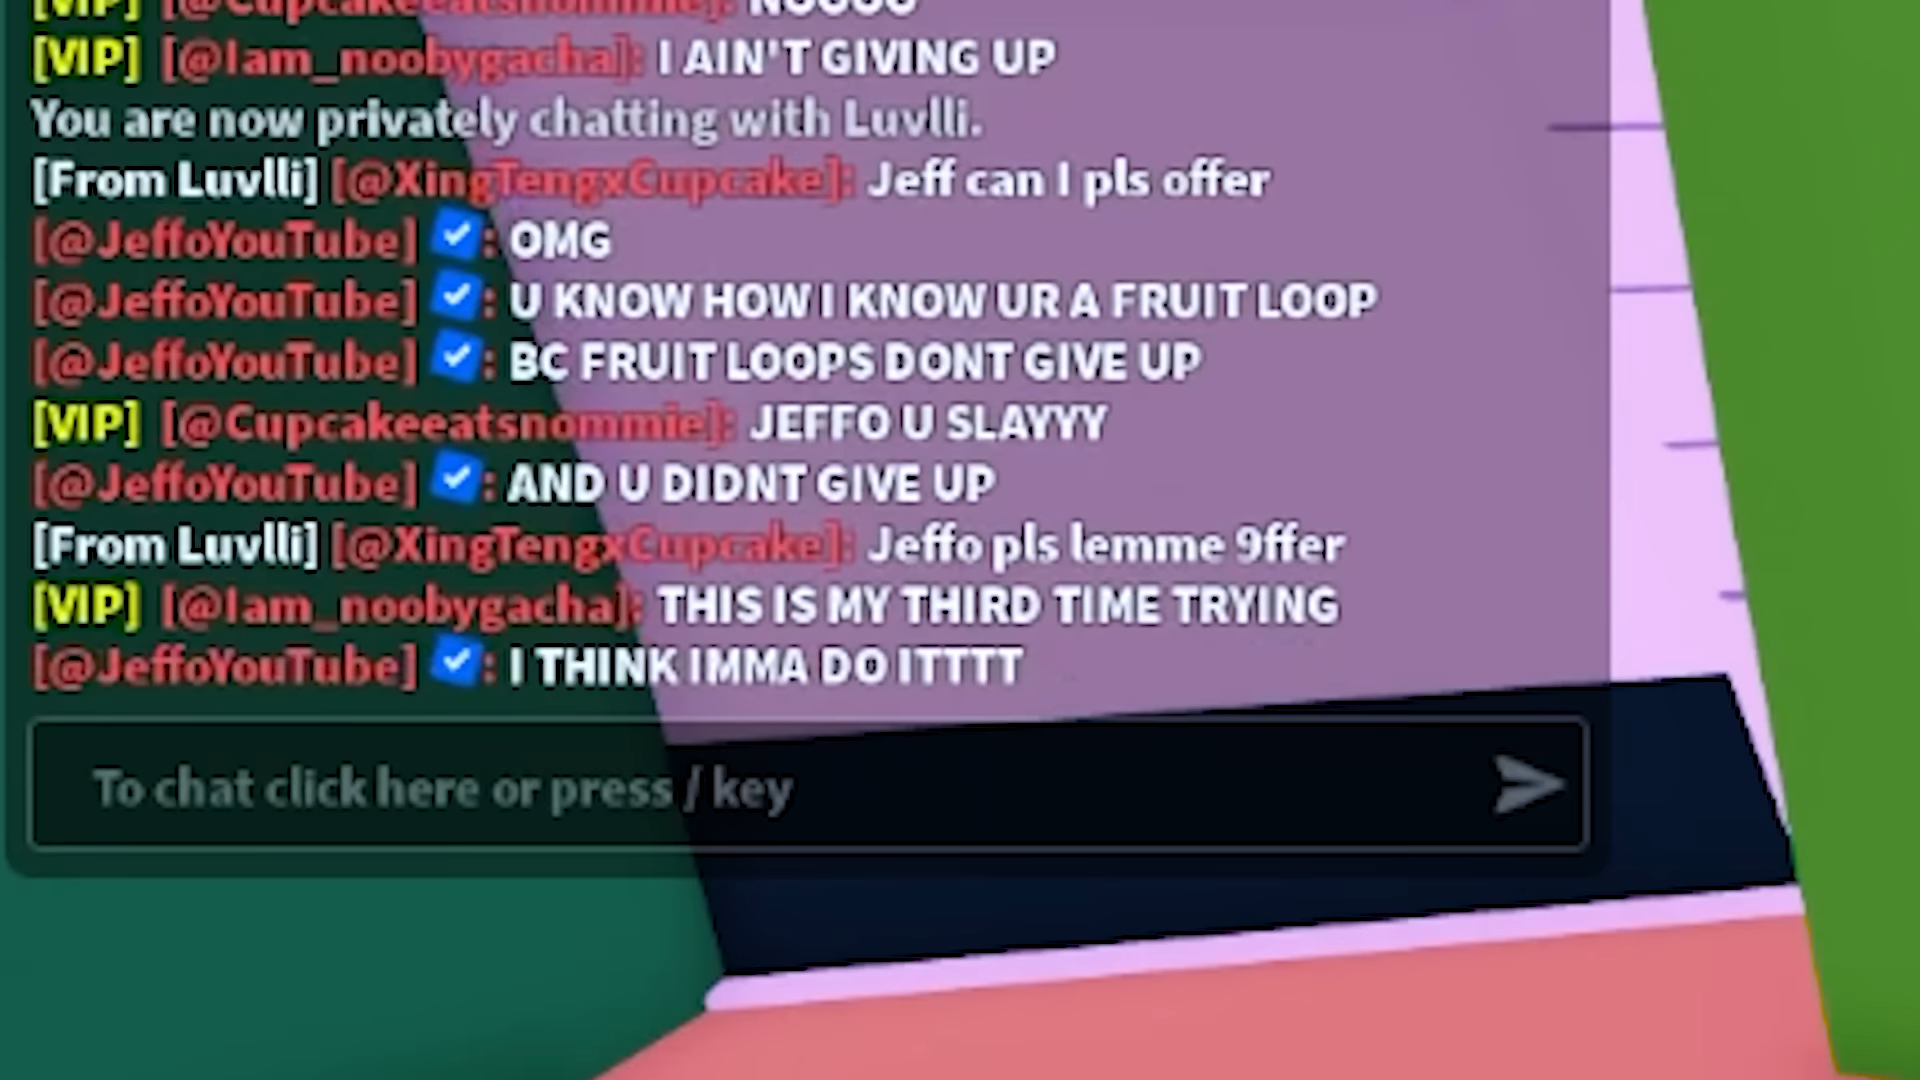 [VIP] [@Cupcakeeatsnommie]: NOOOO
[VIP] [@Iam_noobygacha]: I AIN'T GIVING UP
You are now privately chatting with Luvlli.
[From Luvlli] [@XingTengxCupcake]: Jeff can I pls offer
[@JeffoYouTube] : OMG
[@JeffoYouTube] : U KNOW HOW I KNOW UR A FRUIT LOOP
[@JeffoYouTube] : BC FRUIT LOOPS DONT GIVE UP
[VIP] [@Cupcakeeatsnommie]: JEFFO U SLAYYY
[@JeffoYouTube] : AND U DIDNT GIVE UP
[From Luvlli] [@XingTengxCupcake]: Jeffo pls lemme 9ffer
[VIP] [@Iam_noobygacha]: THIS IS MY THIRD TIME TRYING
[@JeffoYouTube] : I THINK IMMA DO ITTTT
To chat click here or press / key